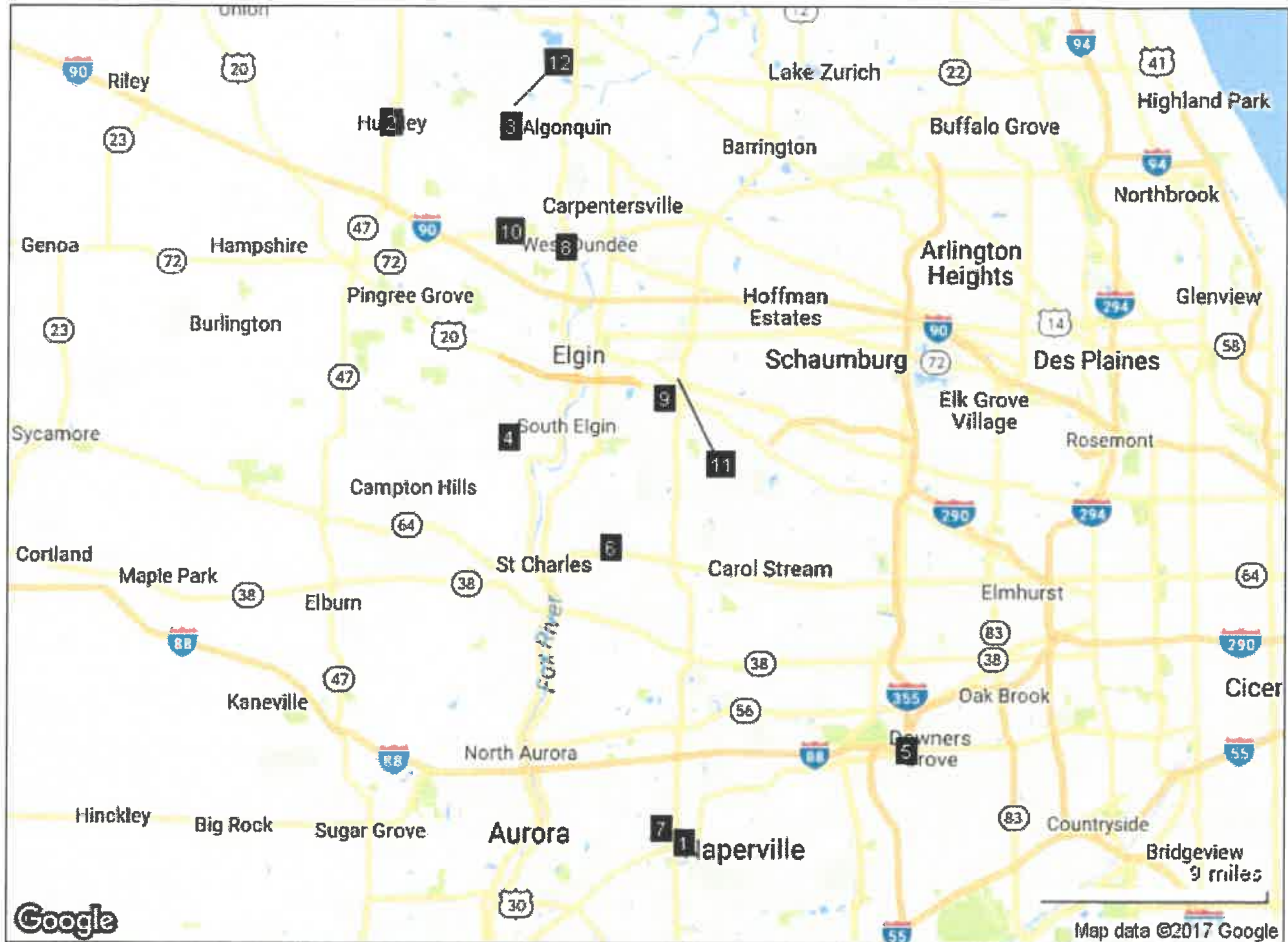 Union
12
90
Riley
20
12
Lake Zurich
22
94
41
Highland Park
23
2
3
Algonquin
Buffalo Grove
Barrington
94
Northbrook
Carpentersville
47
90
10
8
Genoa
72
Hampshire
72
Arlington
Heights
Pingree Grove
Hoffman
Estates
294
Glenview
23
Burlington
20
90
14
58
Elgin
Schaumburg
72
Des Plaines
47
9
Elk Grove
Village
Sycamore
4
South Elgin
Rosemont
11
Campton Hills
64
290
294
6
Cortland
Maple Park
St Charles
Carol Stream
38
38
Elburn
Elmhurst
64
Fox River
83
88
38
38
290
47
Kaneville
355
Oak Brook
Cicer
56
North Aurora
88
88
5
Downers
Grove
55
Hinckley
Big Rock
Sugar Grove
Aurora
7
1
Naperville
83
Countryside
Bridgeview
9 miles
30
Google
55
Map data ©2017 Google